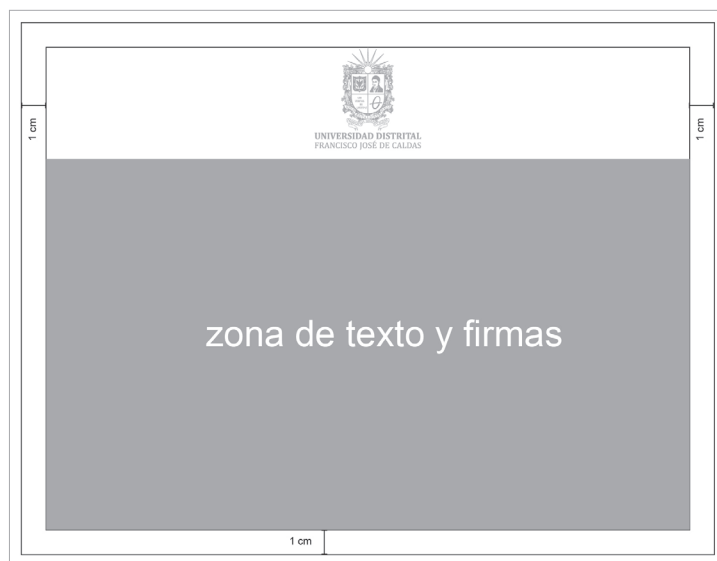 UNIVERSIDAD DISTRITAL
FRANCISCO JOSÉ DE CALDAS
1 cm
1 cm
zona de texto y firmas
1 cm